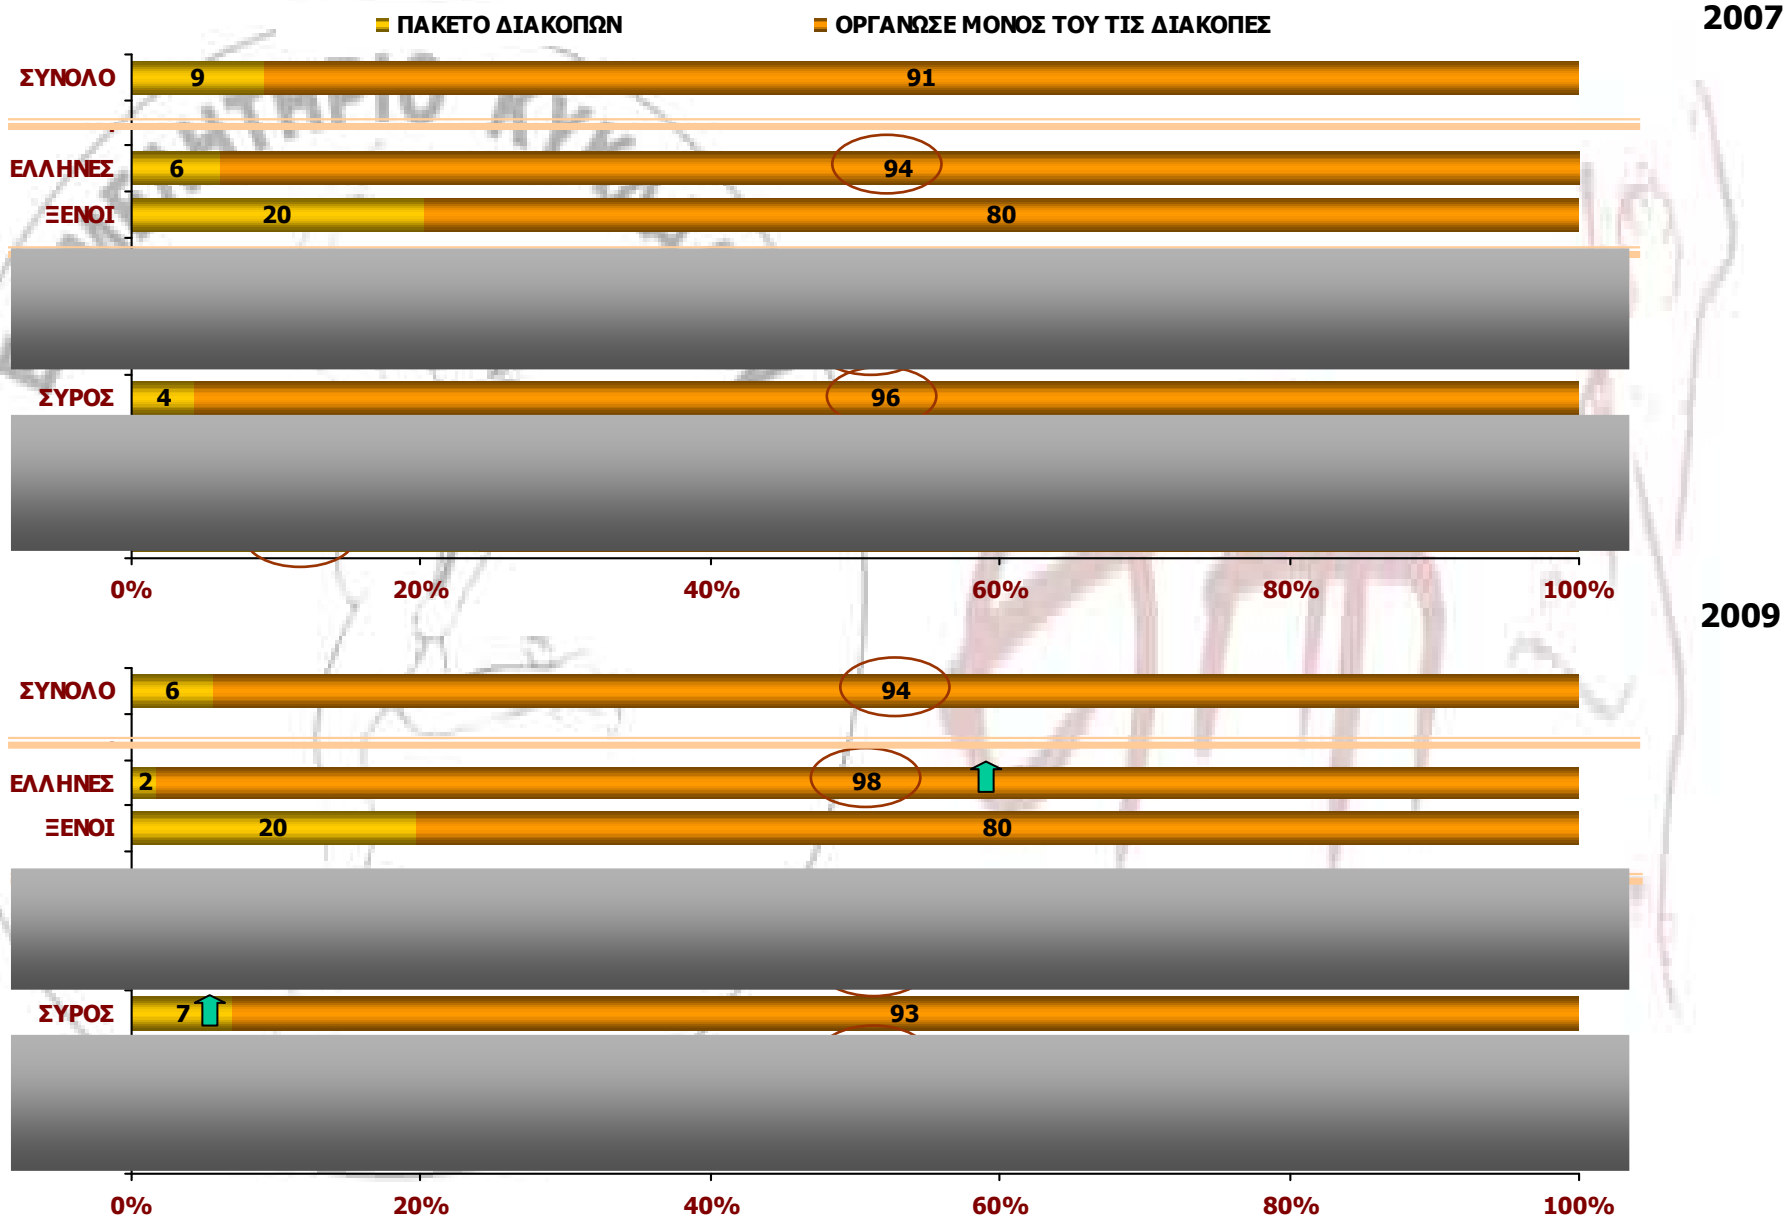 ΠΑΚΕΤΟ ΔΙΑΚΟΠΩΝ ΟΡΓΑΝΩΣΕ ΜΟΝΟΣ ΤΟΥ ΤΙΣ ΔΙΑΚΟΠΕΣ 2007
ΣΥΝΟΛΟ 9 91
ΕΛΛΗΝΕΣ 6 94
ΞΕΝΟΙ 20 80
ΣΥΡΟΣ 4 96
0% 20% 40% 60% 80% 100%
2009
ΣΥΝΟΛΟ 6 94
ΕΛΛΗΝΕΣ 2 98
ΞΕΝΟΙ 20 80
ΣΥΡΟΣ 7 93
0% 20% 40% 60% 80% 100%